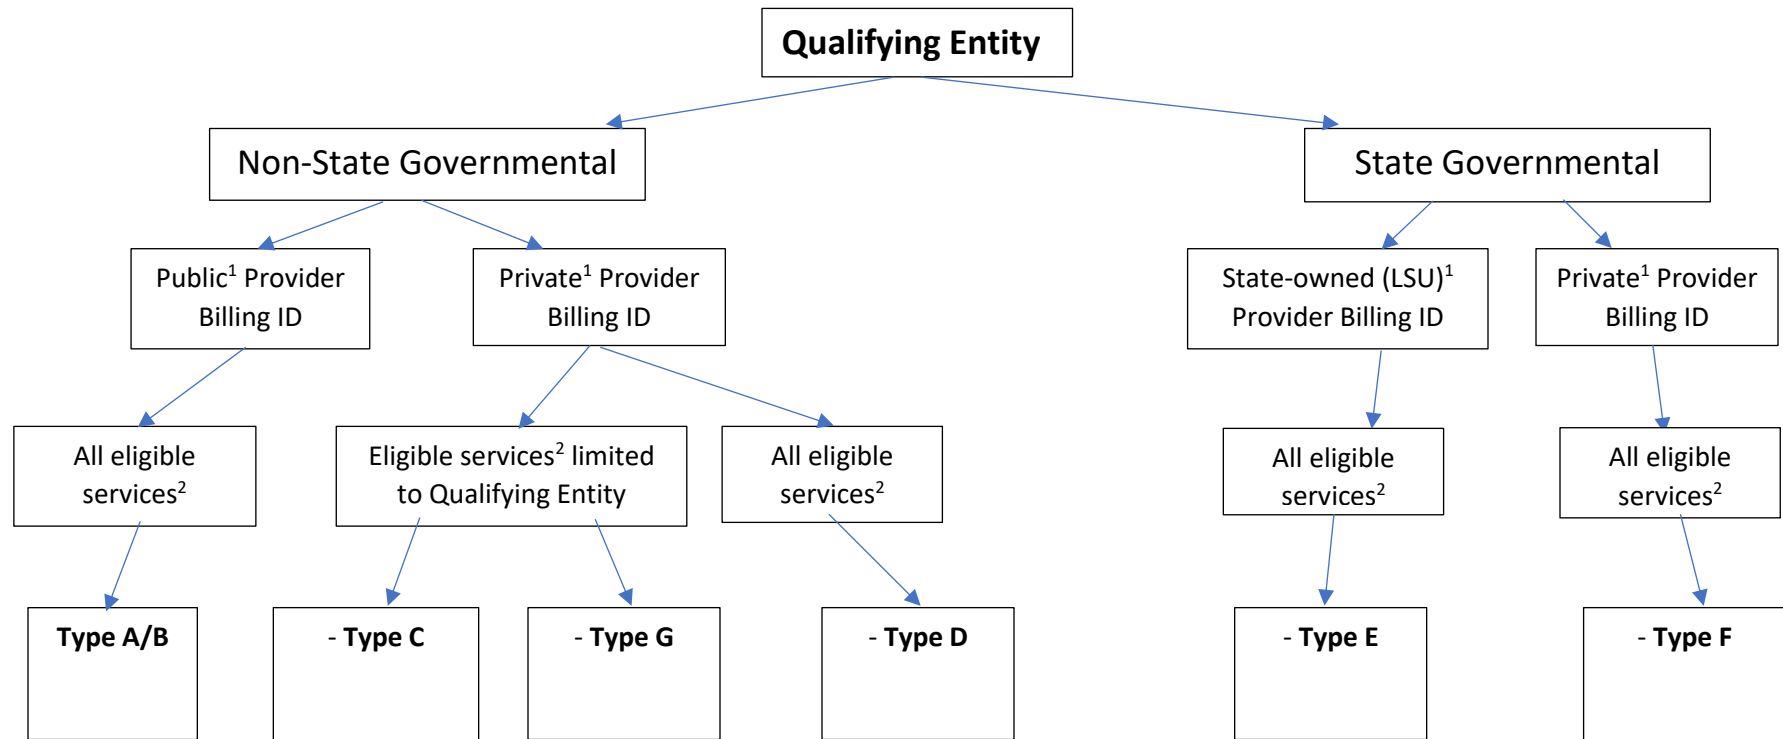 Qualifying Entity
Non-State Governmental
State Governmental
Public¹ Provider
Billing ID
Private¹ Provider
Billing ID
State-owned (LSU)¹
Provider Billing ID
Private¹ Provider
Billing ID
All eligible
services²
Eligible services² limited
to Qualifying Entity
All eligible
services²
All eligible
services²
All eligible
services²
Type A/B
- Type C
- Type G
- Type D
- Type E
- Type F